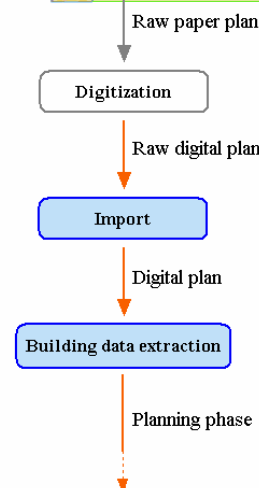 Raw paper plan
Digitization
Raw digital plan
Import
Digital plan
Building data extraction
Planning phase